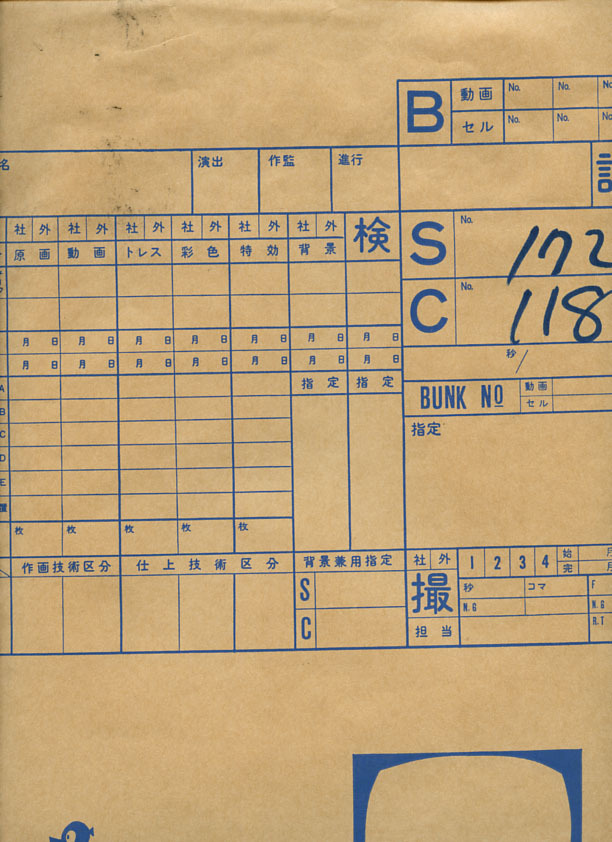 B 動画 No. No. No.
セル No. No. No.
名 演出 作監 進行
社 外 社 外 社 外 社 外 社 外 社 外 検 S No. 172
原画 動画 トレス 彩色 特効 背景
C No. 118
月 日 月 日 月 日 月 日 月 日 月 日 月 日
秒/
月 日 月 日 月 日 月 日 月 日 月 日 月 日
A 指定 指定 BUNK NO 動画
セル
B
C 指定
D
E
置
枚 枚 枚 枚 枚
作画技術区分 仕上技術区分 背景兼用指定 社 外 1 2 3 4 始 月
完 月
S 撮 秒 コマ F
N.G N.G
C 担当 R.T